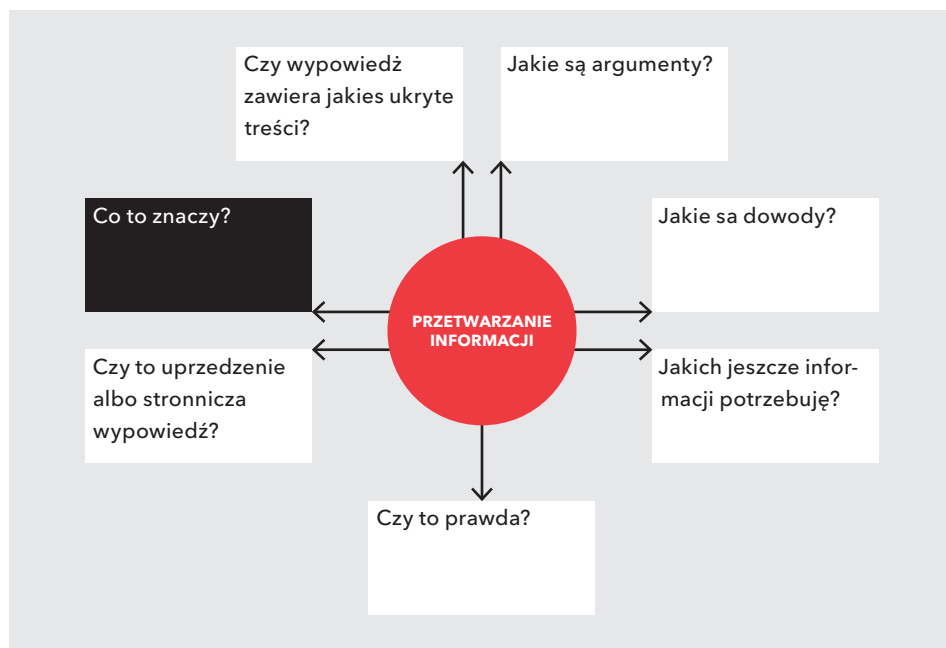 Czy wypowiedź
zawiera jakies ukryte
treści?
Jakie są argumenty?
Co to znaczy?
Jakie sa dowody?
PRZETWARZANIE
INFORMACJI
Czy to uprzedzenie
albo stronnicza
wypowiedź?
Jakich jeszcze infor-
macji potrzebuję?
Czy to prawda?